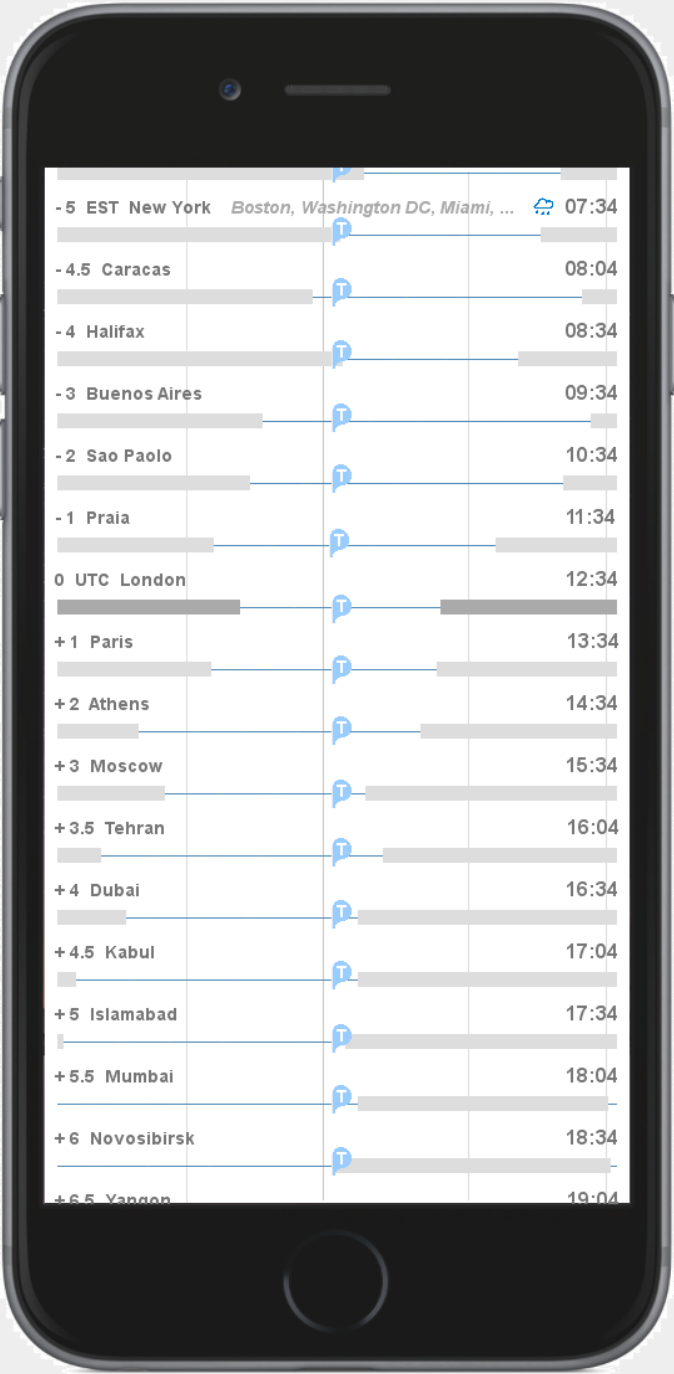 -5 EST New York Boston, Washington DC, Miami, ... 07:34
T
-4.5 Caracas 08:04
T
-4 Halifax 08:34
T
-3 Buenos Aires 09:34
T
-2 Sao Paolo 10:34
T
-1 Praia 11:34
T
0 UTC London 12:34
T
+1 Paris 13:34
T
+2 Athens 14:34
T
+3 Moscow 15:34
T
+3.5 Tehran 16:04
T
+4 Dubai 16:34
T
+4.5 Kabul 17:04
T
+5 Islamabad 17:34
T
+5.5 Mumbai 18:04
T
+6 Novosibirsk 18:34
T
+6.5 Yangon 19:04